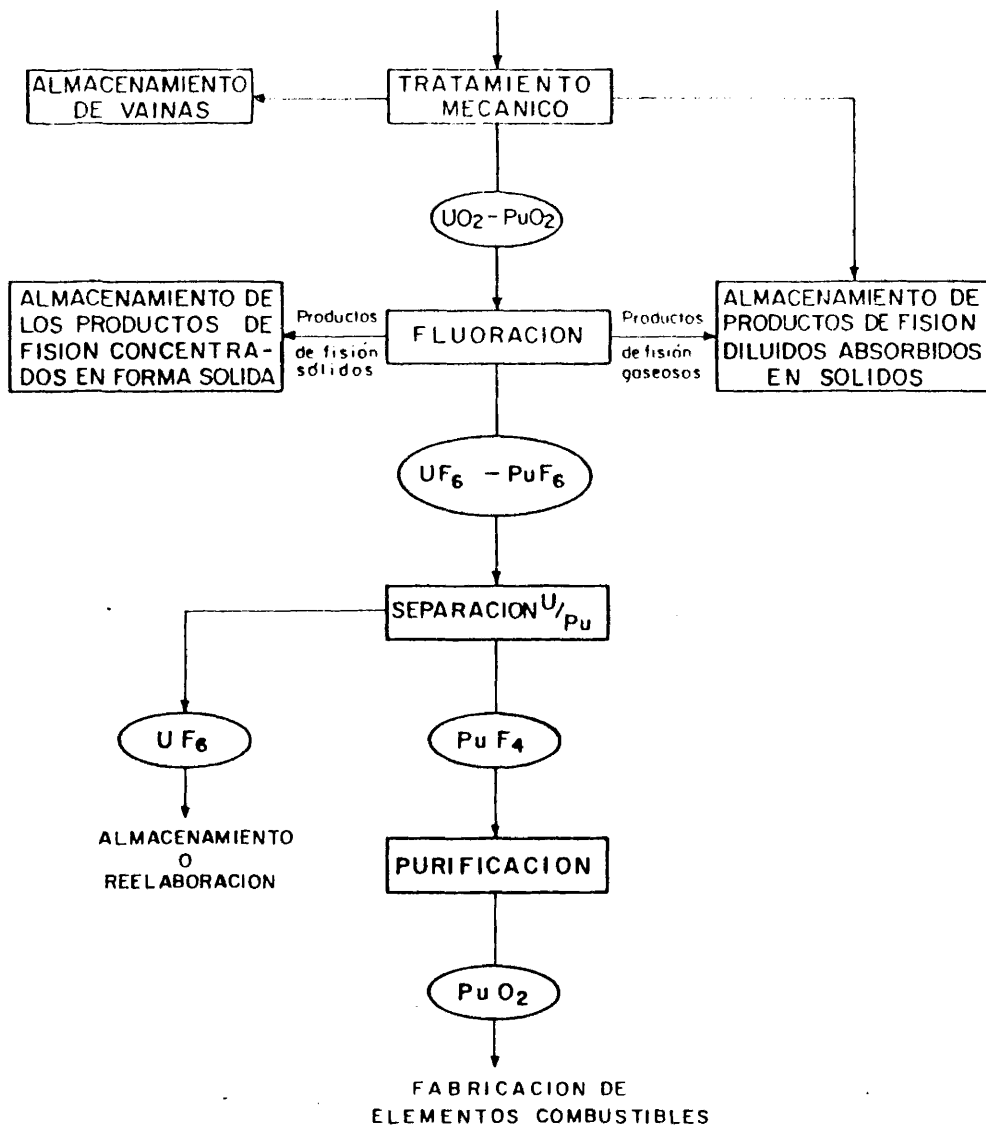 ALMACENAMIENTO
DE VAINAS
TRATAMIENTO
MECANICO
UO2 - PuO2
ALMACENAMIENTO DE
LOS PRODUCTOS DE
FISION CONCENTRA-
DOS EN FORMA SOLIDA
Productos
de fisión
sólidos
FLUORACION
Productos
de fisión
gaseosos
ALMACENAMIENTO DE
PRODUCTOS DE FISION
DILUIDOS ABSORBIDOS
EN SOLIDOS
UF6 - PuF6
SEPARACION U/Pu
UF6
PuF4
ALMACENAMIENTO
O
REELABORACION
PURIFICACION
PuO2
FABRICACION DE
ELEMENTOS COMBUSTIBLES